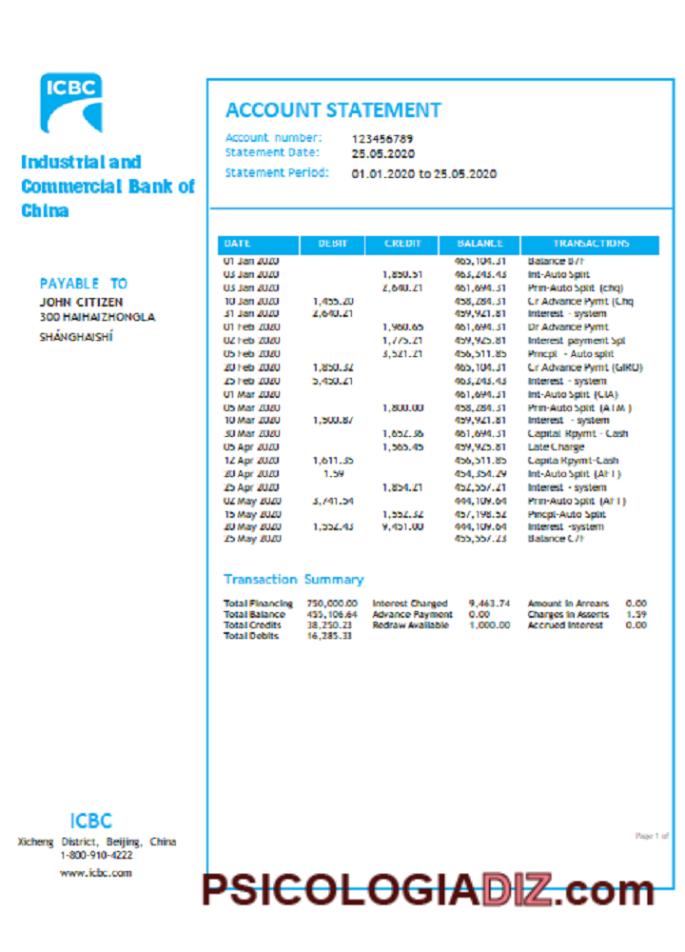 ICBC
Industrial and
Commercial Bank of
China
PAYABLE TO
JOHN CITIZEN
300 HAIHAIZHONGLA
SHÁNGHAISHÍ
ACCOUNT STATEMENT
Account number: 123456789
Statement Date: 25.05.2020
Statement Period: 01.01.2020 to 25.05.2020
DATE DEBIT CREDIT BALANCE TRANSACTIONS
01 Jan 2020 465,104.31 Balance B/F
03 Jan 2020 1,850.51 463,243.43 Int-Auto Split
03 Jan 2020 2,640.21 461,694.31 Prin-Auto Split (chq)
10 Jan 2020 1,455.20 458,284.31 Cr Advance Pymt (Chq
31 Jan 2020 2,640.21 459,921.81 Interest - system
01 Feb 2020 1,960.65 461,694.31 Dr Advance Pymt
02 Feb 2020 1,775.21 459,925.81 Interest payment Spl
05 Feb 2020 3,521.21 456,511.85 Princpl - Auto split
20 Feb 2020 1,850.32 465,104.31 Cr Advance Pymt (GIRO)
25 Feb 2020 5,450.21 463,243.43 Interest - system
01 Mar 2020 461,694.31 Int-Auto Split (CIA)
05 Mar 2020 1,800.00 458,284.31 Prin-Auto Split (ATM )
10 Mar 2020 1,500.87 459,921.81 Interest - system
30 Mar 2020 1,652.36 461,694.31 Capital Rpymt - Cash
05 Apr 2020 1,565.45 459,925.81 Late Charge
12 Apr 2020 1,611.35 456,511.85 Capita Rpymt-Cash
20 Apr 2020 1.59 454,354.29 Int-Auto Split (AFT)
25 Apr 2020 1,854.21 452,557.21 Interest - system
02 May 2020 3,741.54 444,109.64 Prin-Auto Split (AFT)
15 May 2020 1,552.32 457,198.52 Pincpl-Auto Split
20 May 2020 1,552.43 9,451.00 444,109.64 Interest -system
25 May 2020 455,557.23 Balance C/F
Transaction Summary
Total Financing 750,000.00 Interest Charged 9,463.74 Amount in Arrears 0.00
Total Balance 455,106.64 Advance Payment 0.00 Charges in Asserts 1.59
Total Credits 38,250.23 Redraw Available 1,000.00 Accrued Interest 0.00
Total Debits 16,285.33
ICBC
Xicheng District, Beijing, China
1-800-910-4222
www.icbc.com
Page 1 of
PSICOLOGIADIZ.com